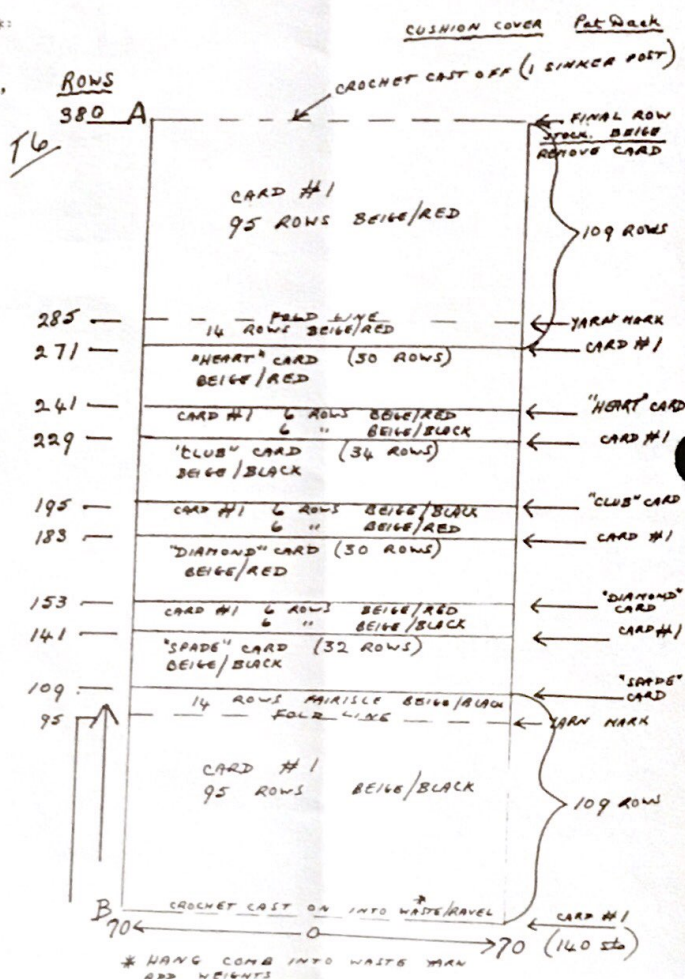 CUSHION COVER Pat Dack
CROCHET CAST OFF (1 SINKER POST)
ROWS
380 A
T6
FINAL ROW
STOCK. BEIGE
REMOVE CARD
CARD #1
95 ROWS BEIGE/RED
109 ROWS
285 FOLD LINE YARN MARK
14 ROWS BEIGE/RED
271 CARD #1
"HEART" CARD (30 ROWS)
BEIGE/RED
241 "HEART" CARD
CARD #1 6 ROWS BEIGE/RED
6 " BEIGE/BLACK
229 CARD #1
"CLUB" CARD (34 ROWS)
BEIGE/BLACK
195 "CLUB" CARD
CARD #1 6 ROWS BEIGE/BLACK
6 " BEIGE/RED
183 CARD #1
"DIAMOND" CARD (30 ROWS)
BEIGE/RED
153 "DIAMOND" CARD
CARD #1 6 ROWS BEIGE/RED
6 " BEIGE/BLACK
141 CARD #1
"SPADE" CARD (32 ROWS)
BEIGE/BLACK
109 "SPADE" CARD
14 ROWS FAIRISLE BEIGE/BLACK
95 FOLD LINE YARN MARK
CARD #1
95 ROWS BEIGE/BLACK
109 ROWS
B CROCHET CAST ON INTO WASTE/RAVEL *
CARD #1
70 0 70 (140 sts)
* HANG COMB INTO WASTE YARN
ADD WEIGHTS